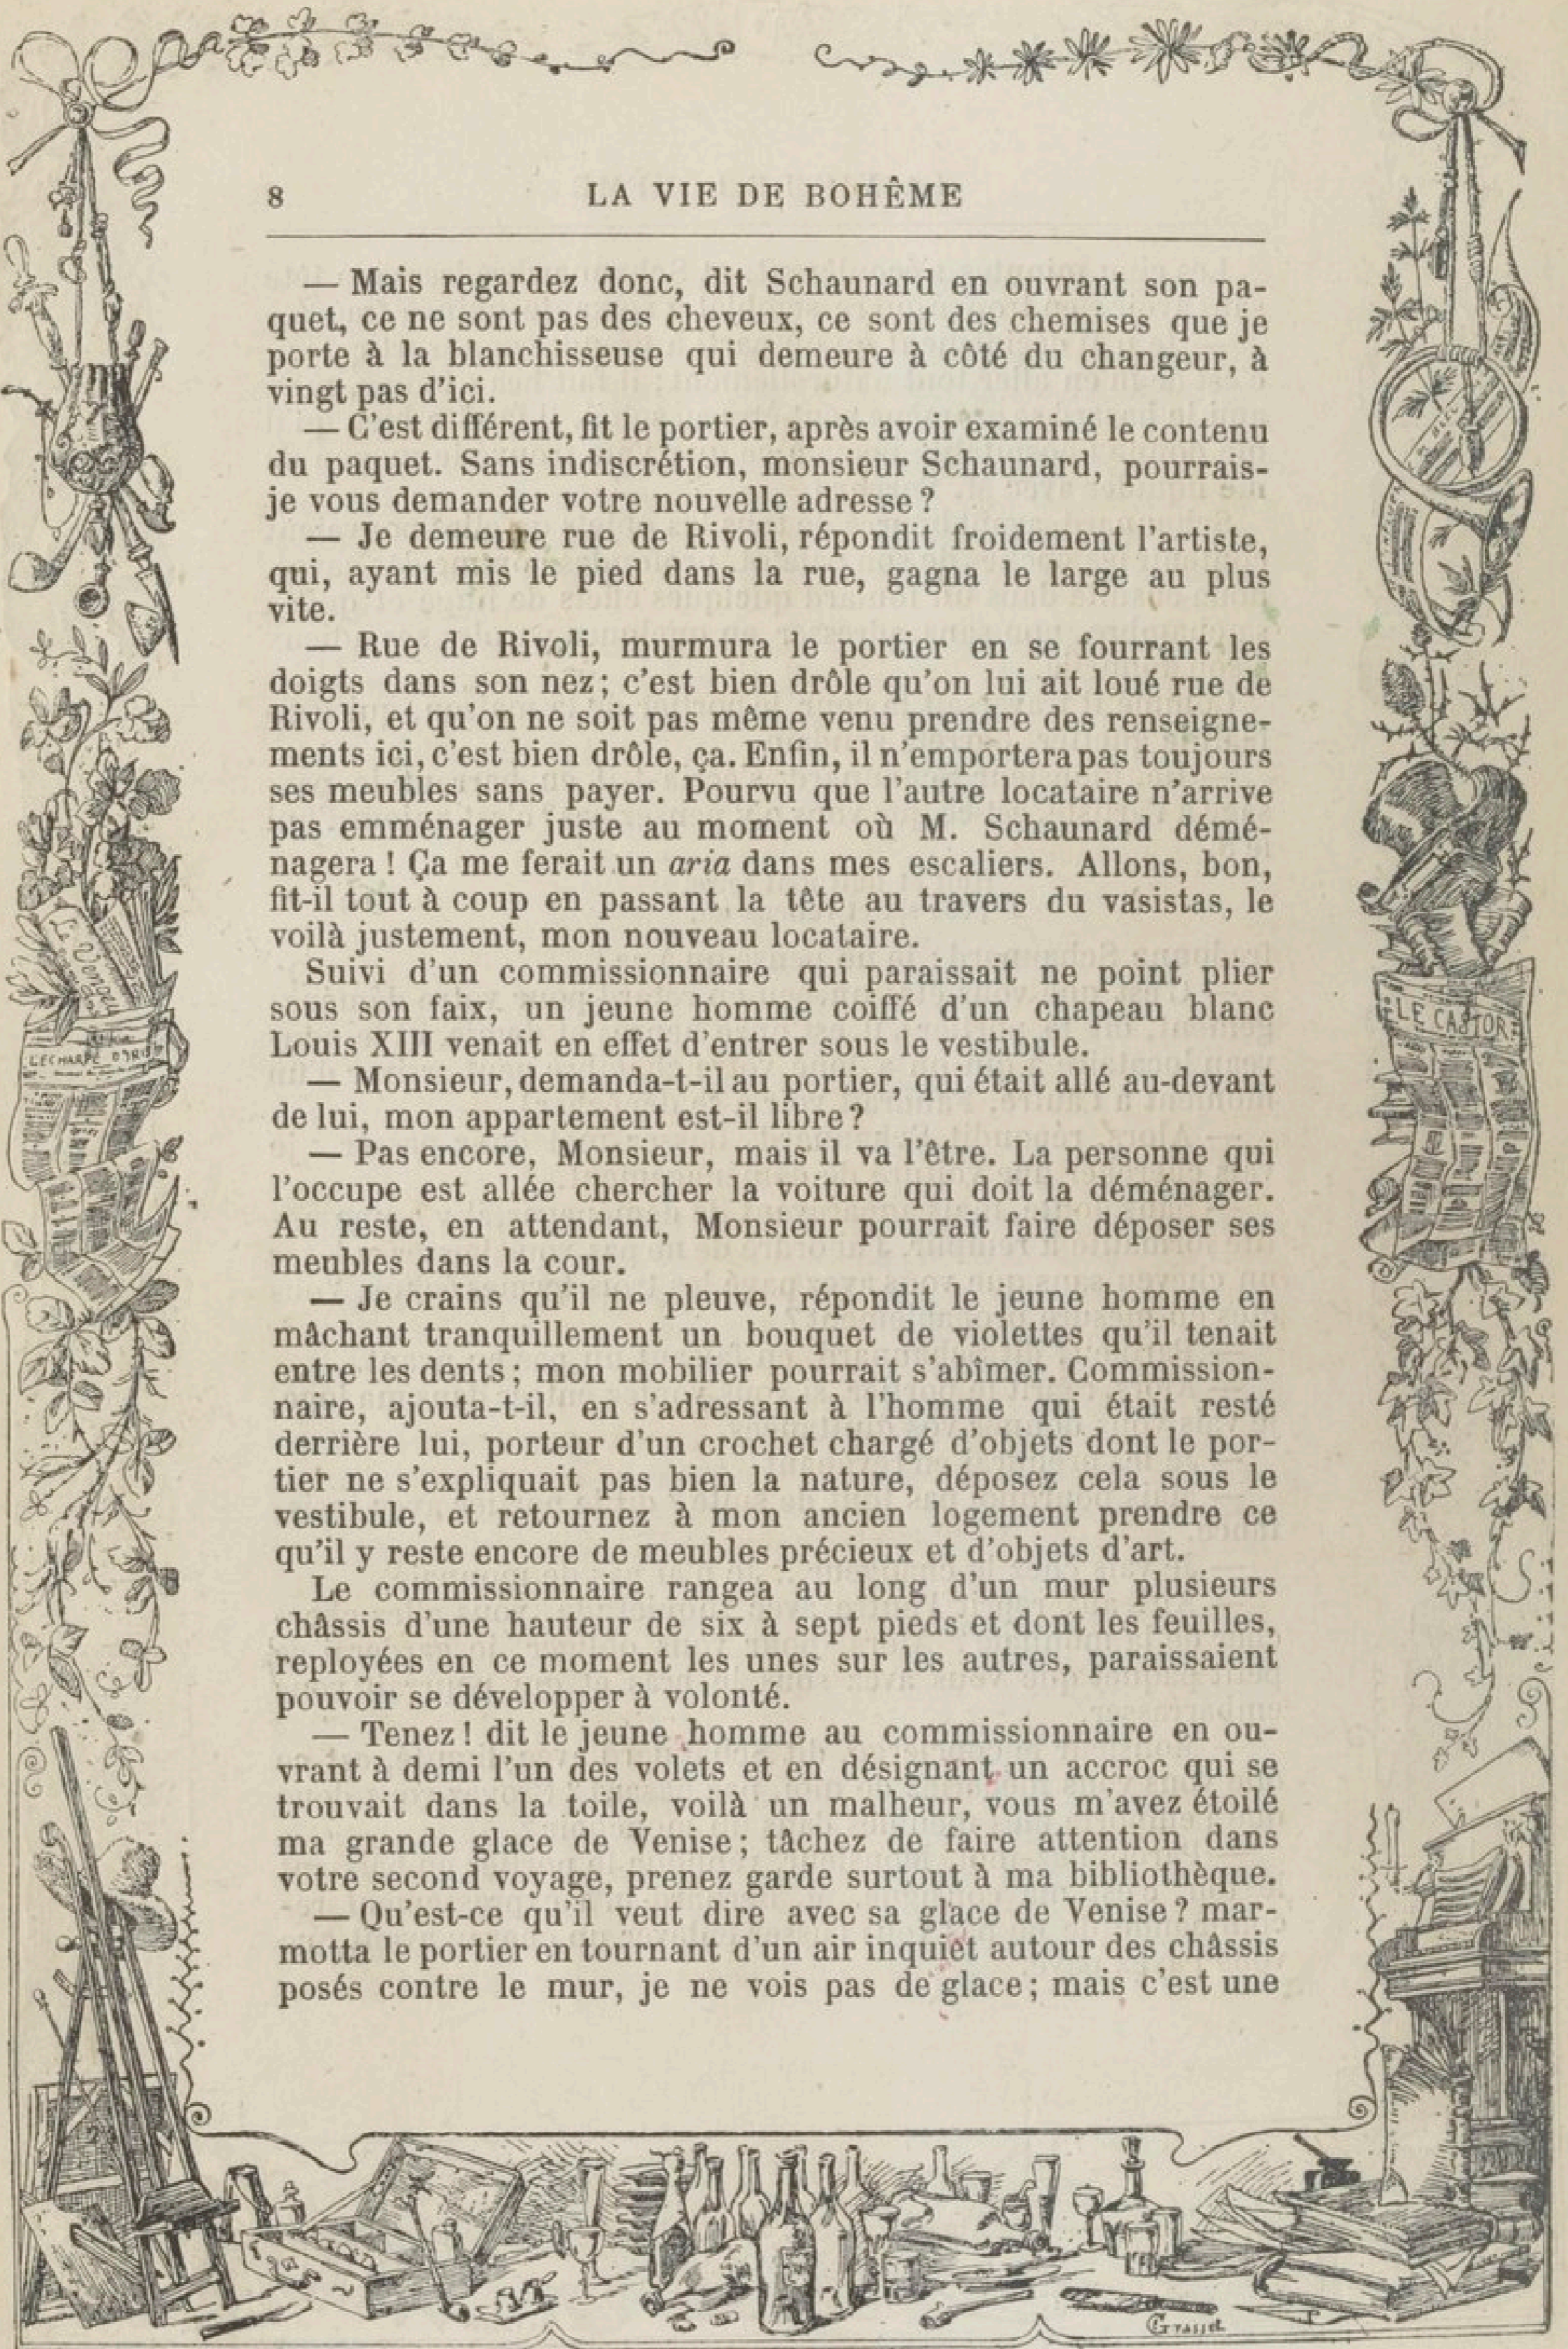 8 LA VIE DE BOHÊME
— Mais regardez donc, dit Schaunard en ouvrant son pa-
quet, ce ne sont pas des cheveux, ce sont des chemises que je
porte à la blanchisseuse qui demeure à côté du changeur, à
vingt pas d'ici.
— C'est différent, fit le portier, après avoir examiné le contenu
du paquet. Sans indiscrétion, monsieur Schaunard, pourrais-
je vous demander votre nouvelle adresse ?
— Je demeure rue de Rivoli, répondit froidement l'artiste,
qui, ayant mis le pied dans la rue, gagna le large au plus
vite.
— Rue de Rivoli, murmura le portier en se fourrant les
doigts dans son nez ; c'est bien drôle qu'on lui ait loué rue de
Rivoli, et qu'on ne soit pas même venu prendre des renseigne-
ments ici, c'est bien drôle, ça. Enfin, il n'emportera pas toujours
ses meubles sans payer. Pourvu que l'autre locataire n'arrive
pas emménager juste au moment où M. Schaunard démé-
nagera ! Ça me ferait un aria dans mes escaliers. Allons, bon,
fit-il tout à coup en passant la tête au travers du vasistas, le
voilà justement, mon nouveau locataire.
Suivi d'un commissionnaire qui paraissait ne point plier
sous son faix, un jeune homme coiffé d'un chapeau blanc
Louis XIII venait en effet d'entrer sous le vestibule.
— Monsieur, demanda-t-il au portier, qui était allé au-devant
de lui, mon appartement est-il libre ?
— Pas encore, Monsieur, mais il va l'être. La personne qui
l'occupe est allée chercher la voiture qui doit la déménager.
Au reste, en attendant, Monsieur pourrait faire déposer ses
meubles dans la cour.
— Je crains qu'il ne pleuve, répondit le jeune homme en
mâchant tranquillement un bouquet de violettes qu'il tenait
entre les dents ; mon mobilier pourrait s'abîmer. Commission-
naire, ajouta-t-il, en s'adressant à l'homme qui était resté
derrière lui, porteur d'un crochet chargé d'objets dont le por-
tier ne s'expliquait pas bien la nature, déposez cela sous le
vestibule, et retournez à mon ancien logement prendre ce
qu'il y reste encore de meubles précieux et d'objets d'art.
Le commissionnaire rangea au long d'un mur plusieurs
châssis d'une hauteur de six à sept pieds et dont les feuilles,
reployées en ce moment les unes sur les autres, paraissaient
pouvoir se développer à volonté.
— Tenez ! dit le jeune homme au commissionnaire en ou-
vrant à demi l'un des volets et en désignant un accroc qui se
trouvait dans la toile, voilà un malheur, vous m'avez étoilé
ma grande glace de Venise ; tâchez de faire attention dans
votre second voyage, prenez garde surtout à ma bibliothèque.
— Qu'est-ce qu'il veut dire avec sa glace de Venise ? mar-
motta le portier en tournant d'un air inquiet autour des châssis
posés contre le mur, je ne vois pas de glace ; mais c'est une
L'ECHARPE D'IRIS
LE CASTOR
Grasset